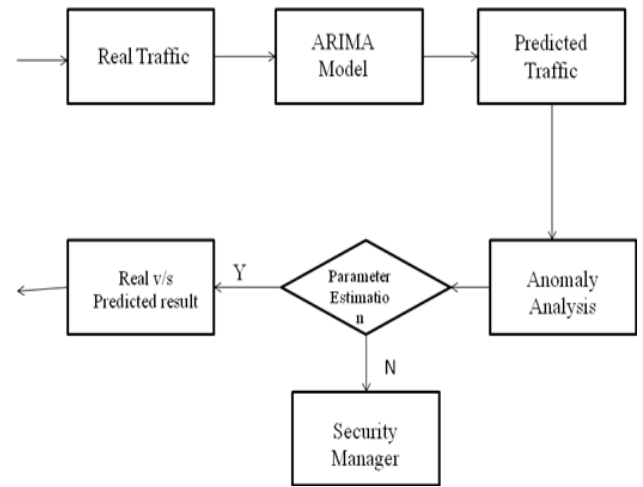 Real Traffic
ARIMA
Model
Predicted
Traffic
Real v/s
Predicted result
Y
Parameter
Estimatio
n
Anomaly
Analysis
N
Security
Manager